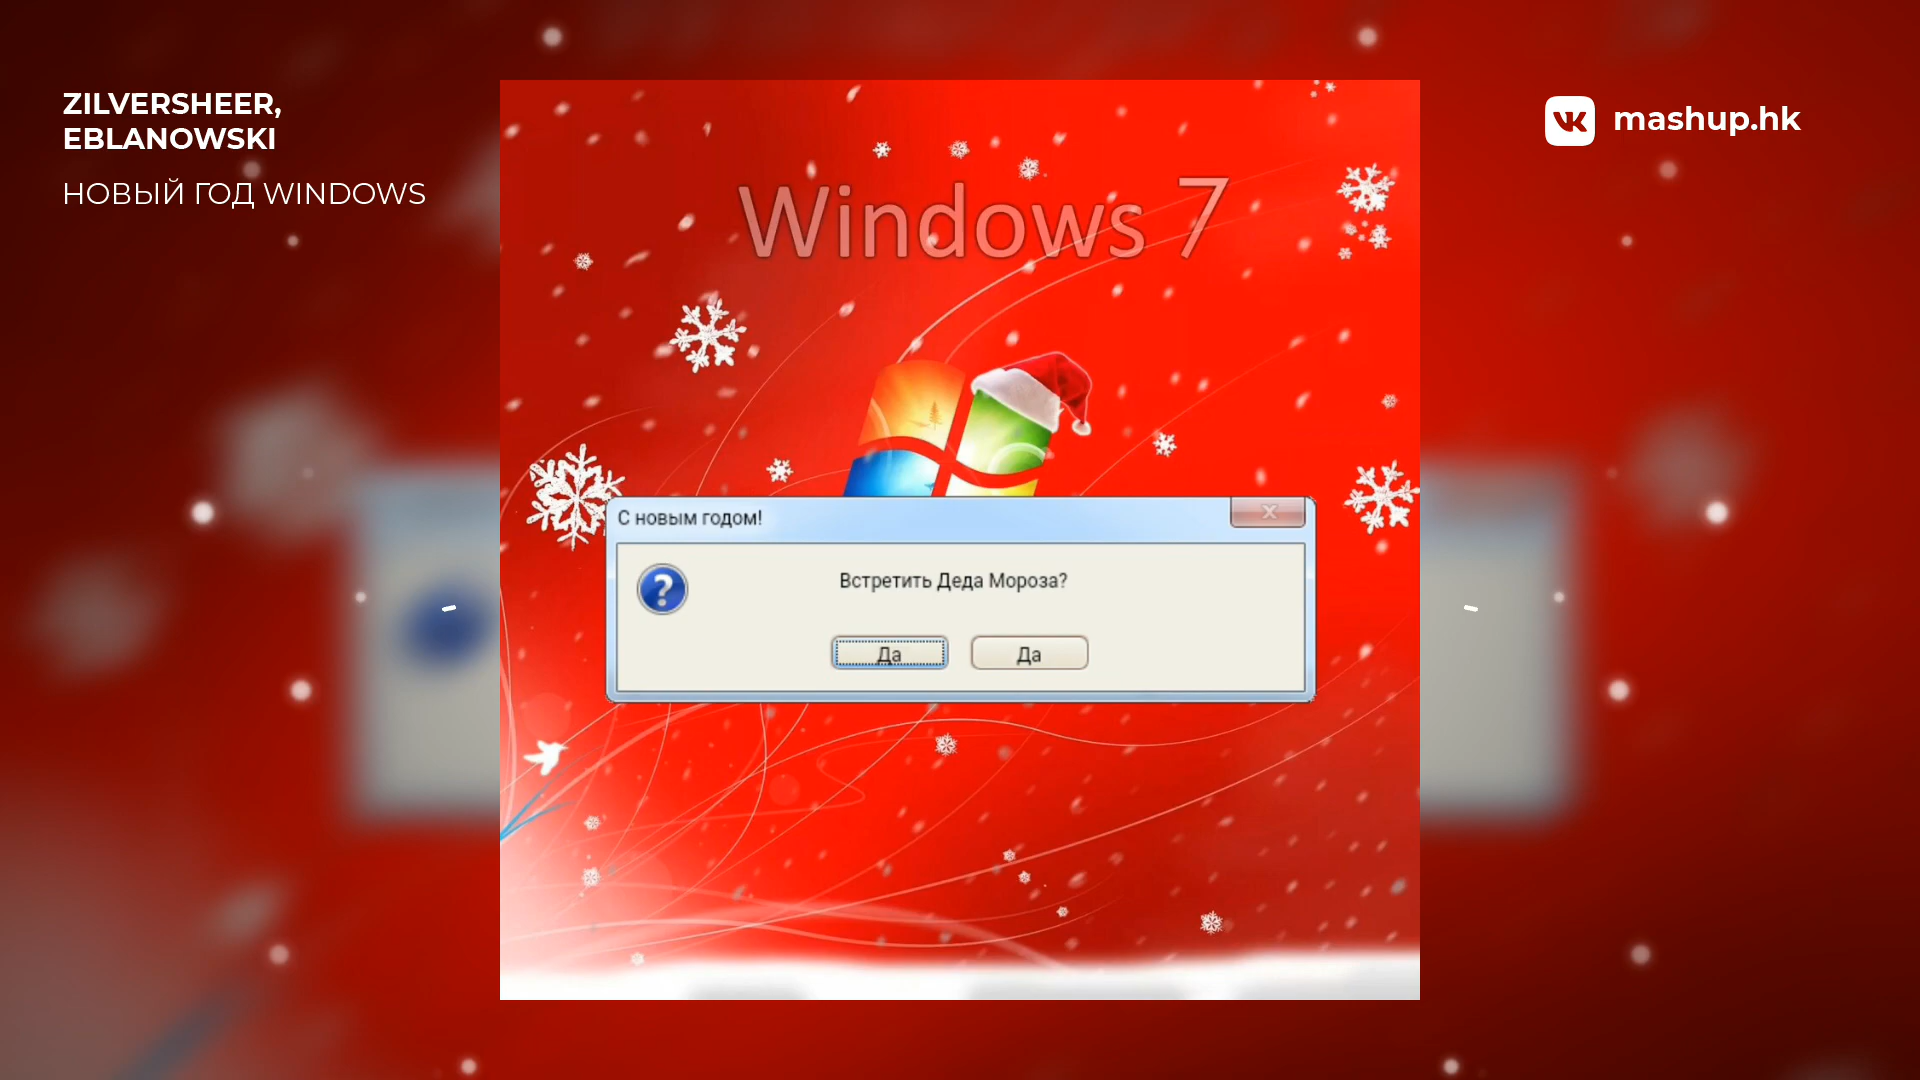 ZILVERSHEER,
EBLANOWSKI
НОВЫЙ ГОД WINDOWS
mashup.hk
Windows 7
С новым годом!
Встретить Деда Мороза?
Да
Да